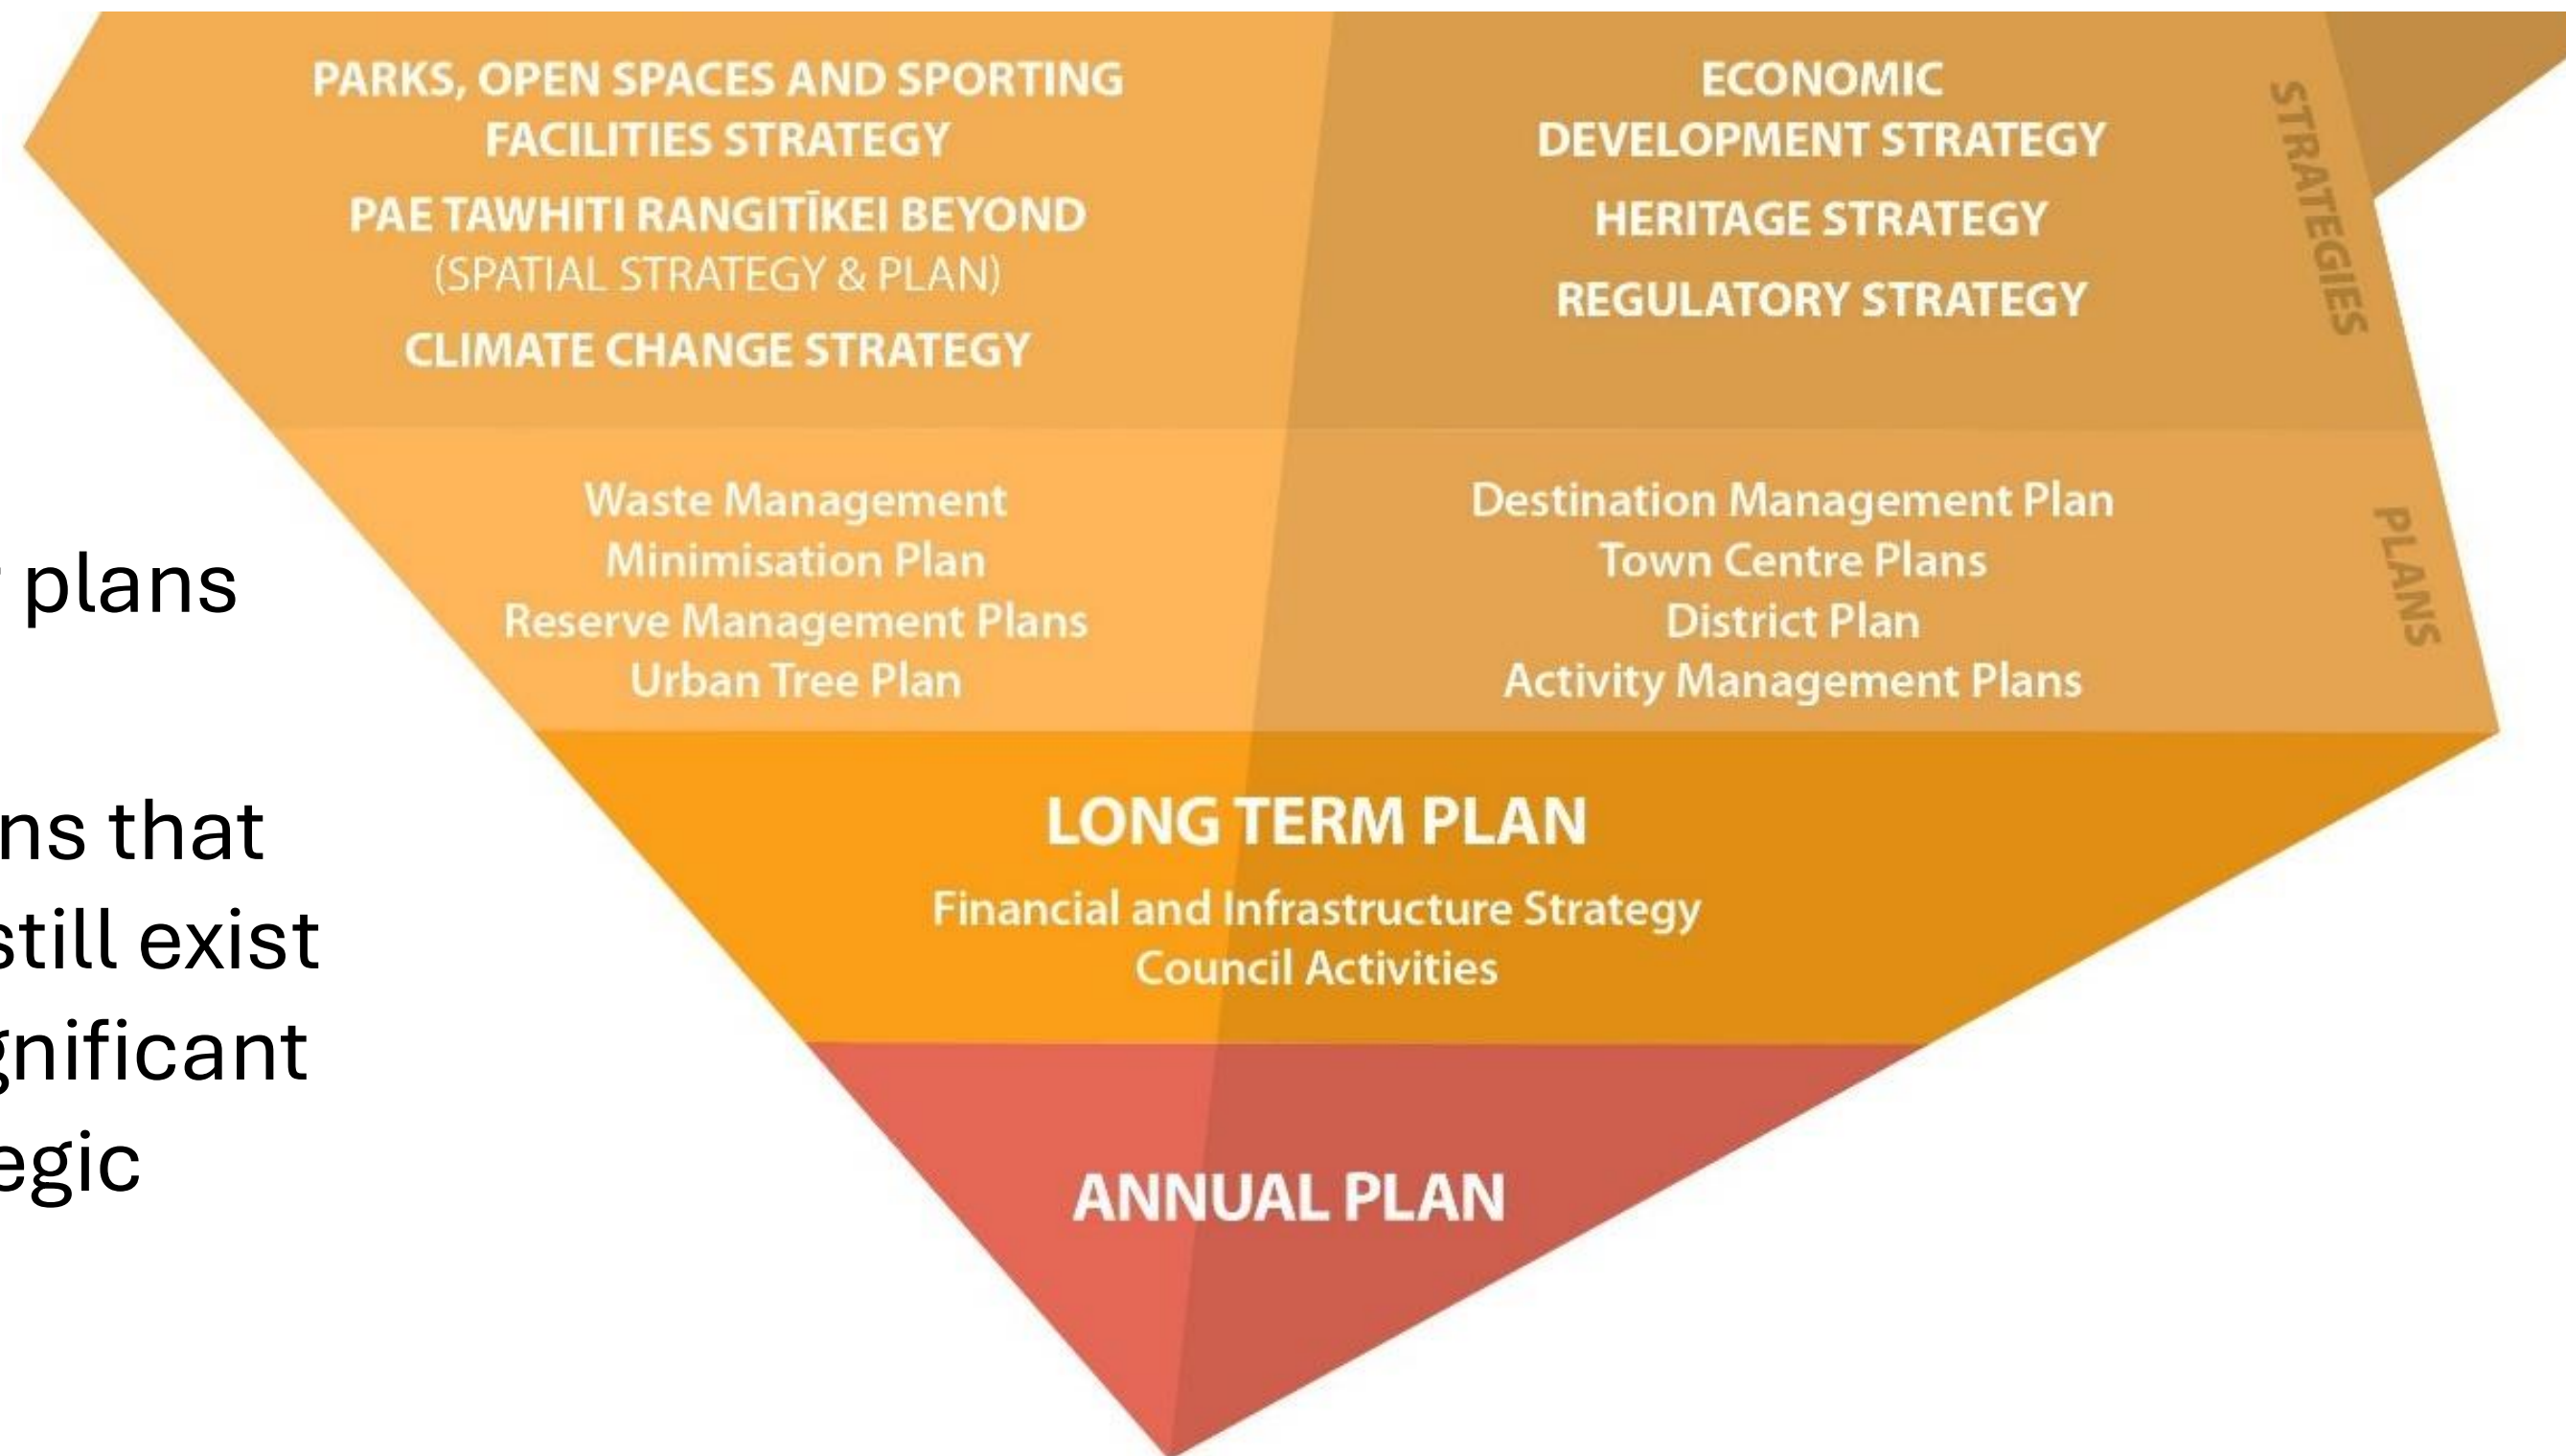 PARKS, OPEN SPACES AND SPORTING
FACILITIES STRATEGY
PAE TAWHITI RANGITĪKEI BEYOND
(SPATIAL STRATEGY & PLAN)
CLIMATE CHANGE STRATEGY
ECONOMIC
DEVELOPMENT STRATEGY
HERITAGE STRATEGY
REGULATORY STRATEGY
STRATEGIES
Waste Management
Minimisation Plan
Reserve Management Plans
Urban Tree Plan
Destination Management Plan
Town Centre Plans
District Plan
Activity Management Plans
PLANS
LONG TERM PLAN
Financial and Infrastructure Strategy
Council Activities
ANNUAL PLAN
plans
that
still exist